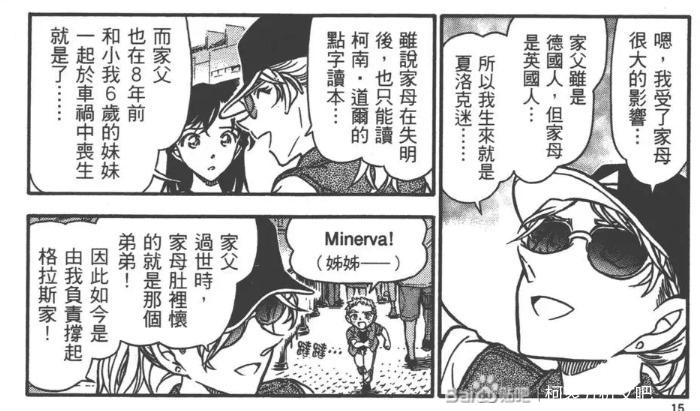 嗯，我受了家母
很大的影響…
家父雖是
德國人，但家母
是英國人…
所以我生來就是
夏洛克迷…
雖說家母在失明
後，也只能讀
柯南・道爾的
點字讀本…
而家父
也在8年前
和小我6歲的妹妹
一起於車禍中喪生
就是了……
Minerva!
（姊姊——）
躂躂…
家父
過世時，
家母肚裡懷
的就是那個
弟弟！
因此如今是
由我負責撐起
格拉斯家！
Bai 贴吧
15